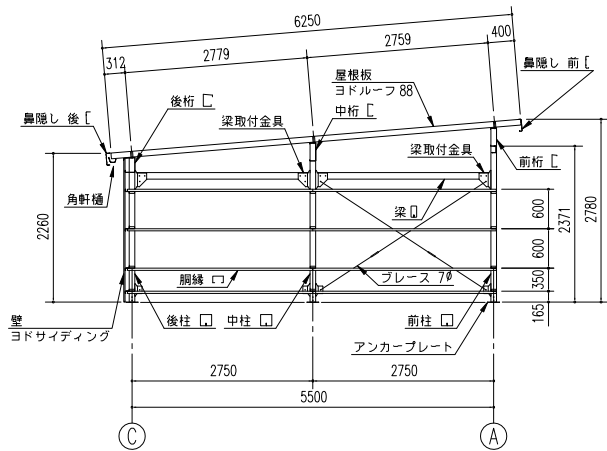 6250
312
2779
2759
400
屋根板
ヨドルーフ 88
鼻隠し 前
鼻隠し 後
後桁
梁取付金具
中桁
梁取付金具
前桁
角軒樋
梁
2260
600
600
350
165
2371
2780
胴縁
ブレース 7φ
壁
ヨドサイディング
後柱
中柱
前柱
アンカープレート
2750
2750
5500
C
A